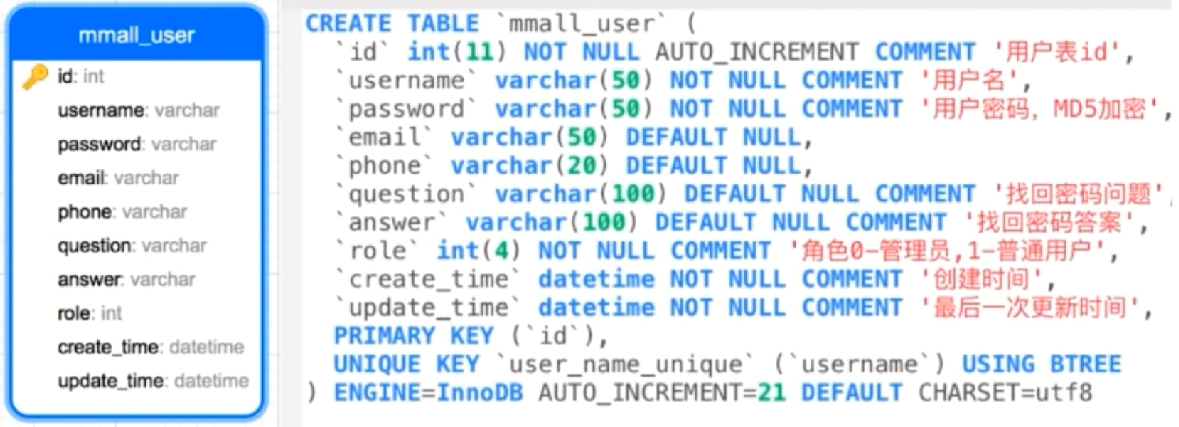 mmall_user
id: int
username: varchar
password: varchar
email: varchar
phone: varchar
question: varchar
answer: varchar
role: int
create_time: datetime
update_time: datetime
CREATE TABLE `mmall_user` (
`id` int(11) NOT NULL AUTO_INCREMENT COMMENT '用户表id',
`username` varchar(50) NOT NULL COMMENT '用户名',
`password` varchar(50) NOT NULL COMMENT '用户密码，MD5加密',
`email` varchar(50) DEFAULT NULL,
`phone` varchar(20) DEFAULT NULL,
`question` varchar(100) DEFAULT NULL COMMENT '找回密码问题',
`answer` varchar(100) DEFAULT NULL COMMENT '找回密码答案',
`role` int(4) NOT NULL COMMENT '角色0-管理员,1-普通用户',
`create_time` datetime NOT NULL COMMENT '创建时间',
`update_time` datetime NOT NULL COMMENT '最后一次更新时间',
PRIMARY KEY (`id`),
UNIQUE KEY `user_name_unique` (`username`) USING BTREE
) ENGINE=InnoDB AUTO_INCREMENT=21 DEFAULT CHARSET=utf8